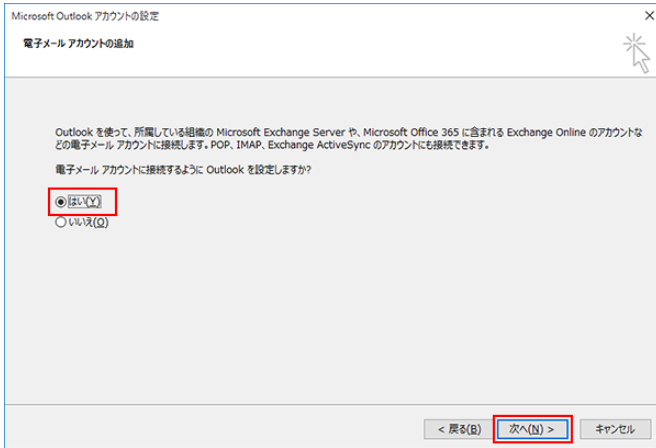 Microsoft Outlook アカウントの設定
電子メール アカウントの追加
Outlook を使って、所属している組織の Microsoft Exchange Server や、Microsoft Office 365 に含まれる Exchange Online のアカウントな
どの電子メール アカウントに接続します。POP、IMAP、Exchange ActiveSync のアカウントにも接続できます。
電子メール アカウントに接続するように Outlook を設定しますか?
はい(Y)
いいえ(O)
< 戻る(B) 次へ(N) > キャンセル